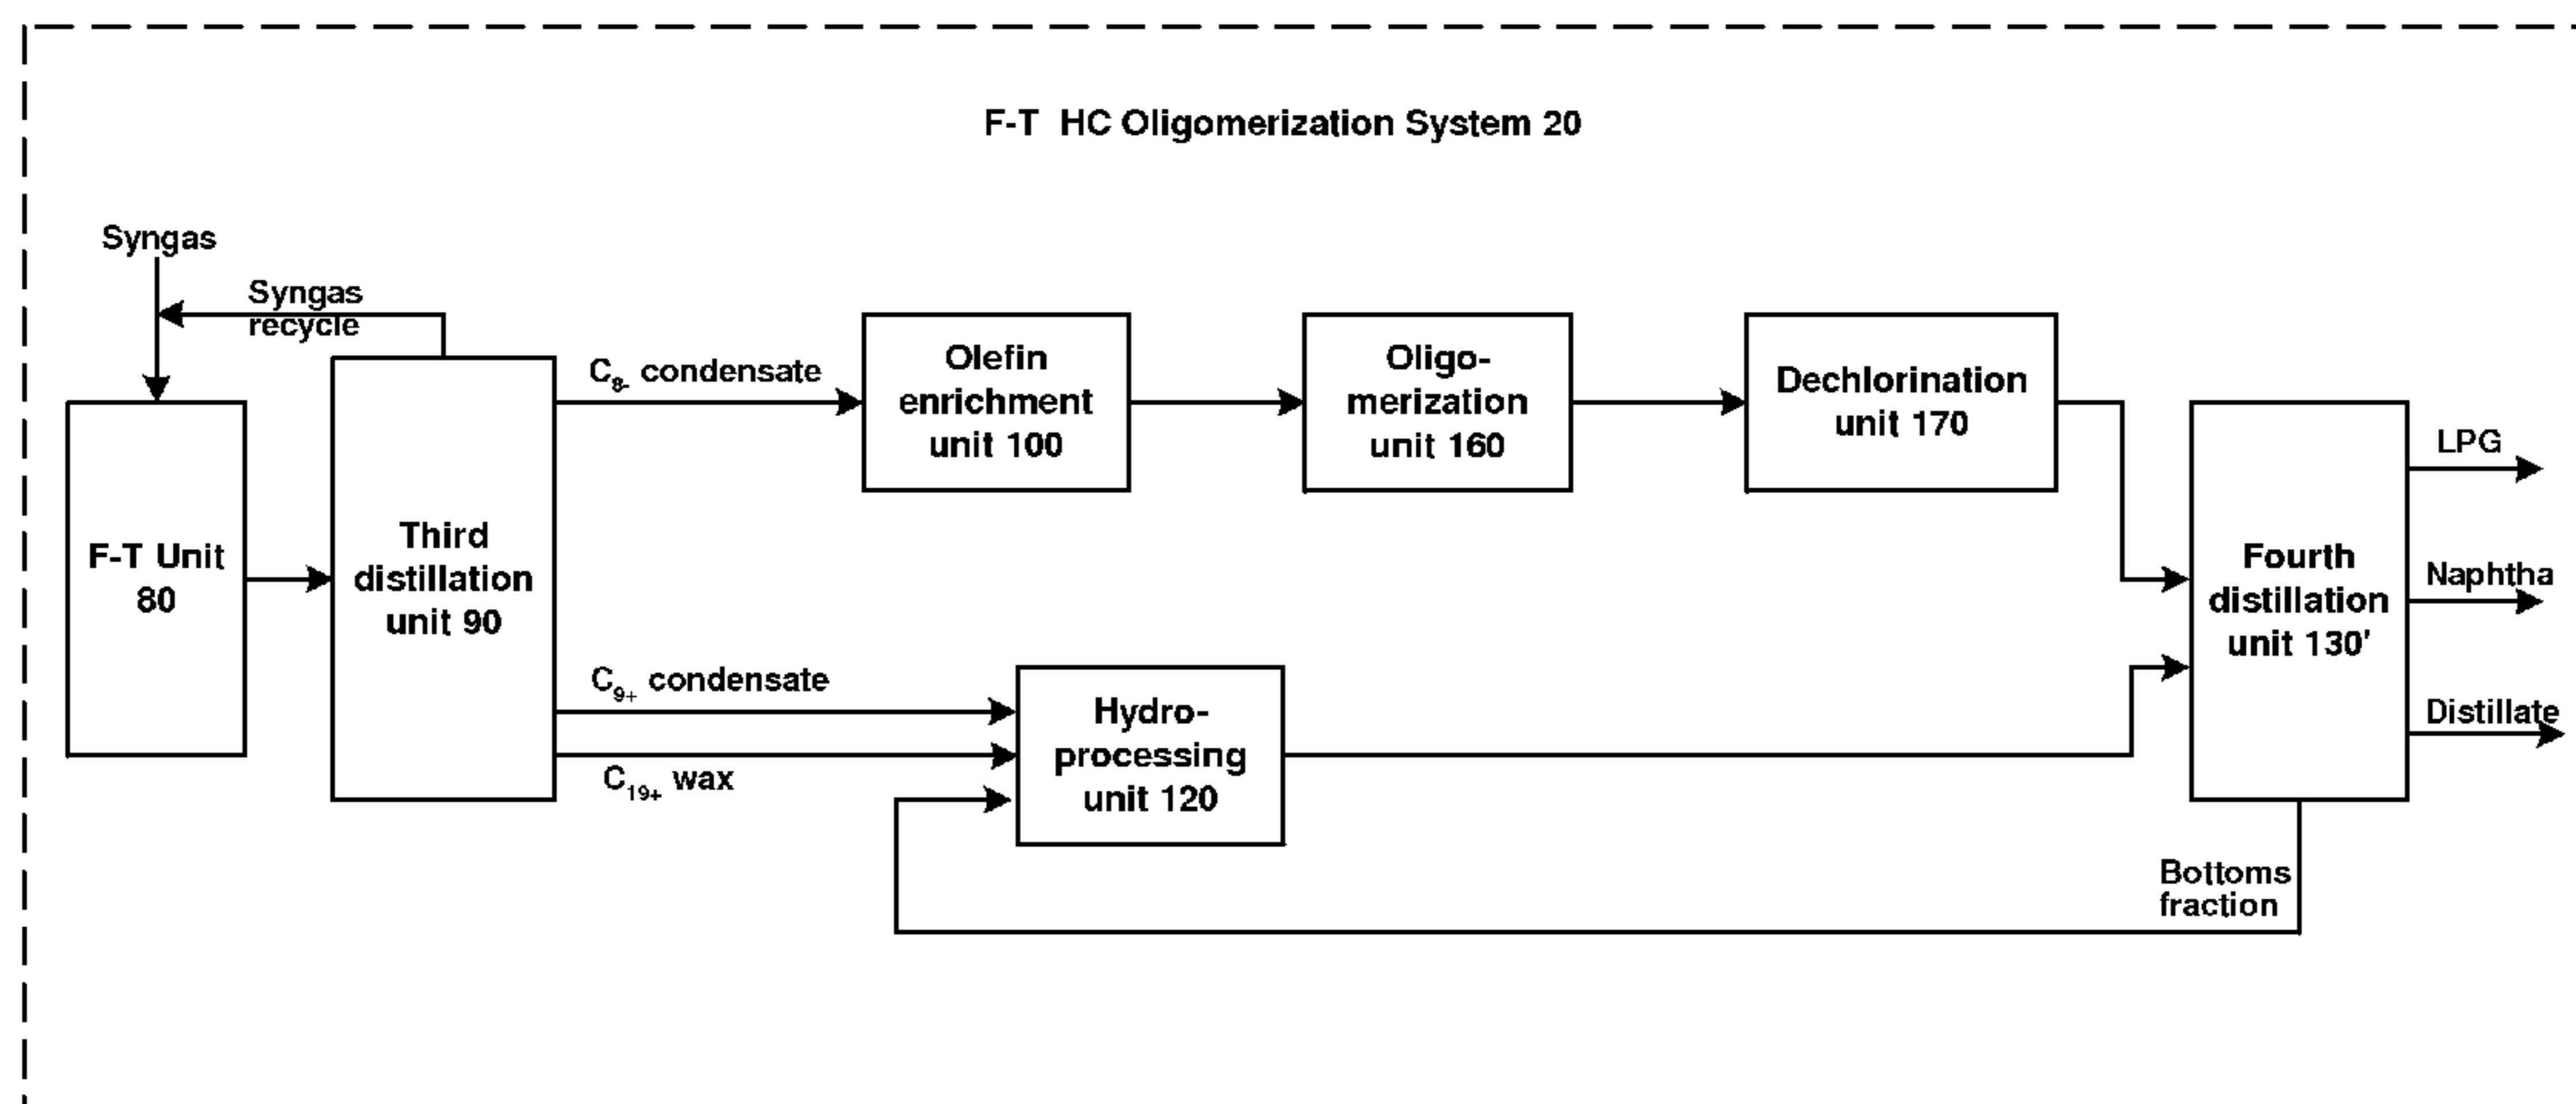 F-T HC Oligomerization System 20
Syngas
Syngas
recycle
C8- condensate
Olefin
enrichment
unit 100
Oligo-
merization
unit 160
Dechlorination
unit 170
LPG
F-T Unit
80
Third
distillation
unit 90
Fourth
distillation
unit 130'
Naphtha
C9+ condensate
Hydro-
processing
unit 120
Distillate
C19+ wax
Bottoms
fraction